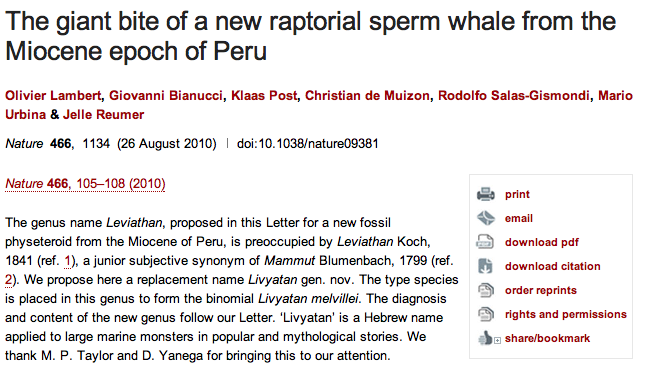 The giant bite of a new raptorial sperm whale from the
Miocene epoch of Peru
Olivier Lambert, Giovanni Bianucci, Klaas Post, Christian de Muizon, Rodolfo Salas-Gismondi, Mario
Urbina & Jelle Reumer
Nature 466, 1134 (26 August 2010) | doi:10.1038/nature09381
Nature 466, 105–108 (2010)
The genus name Leviathan, proposed in this Letter for a new fossil
physeteroid from the Miocene of Peru, is preoccupied by Leviathan Koch,
1841 (ref. 1), a junior subjective synonym of Mammut Blumenbach, 1799 (ref.
2). We propose here a replacement name Livyatan gen. nov. The type species
is placed in this genus to form the binomial Livyatan melvillei. The diagnosis
and content of the new genus follow our Letter. ‘Livyatan’ is a Hebrew name
applied to large marine monsters in popular and mythological stories. We
thank M. P. Taylor and D. Yanega for bringing this to our attention.
print
email
download pdf
download citation
order reprints
rights and permissions
share/bookmark